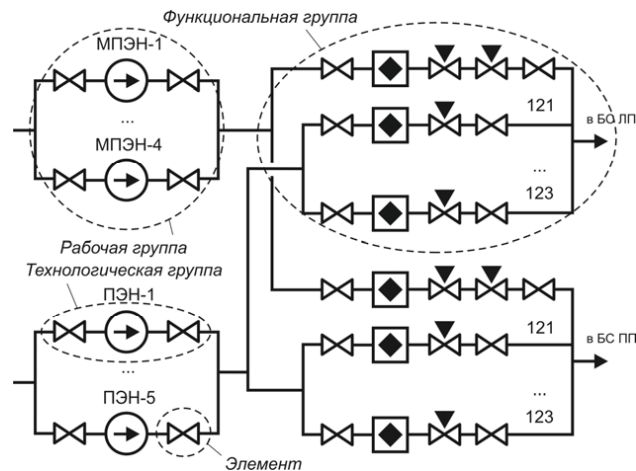 Функциональная группа
МПЭН-1
...
МПЭН-4
121
в БС ЛП
...
123
Рабочая группа
Технологическая группа
ПЭН-1
...
ПЭН-5
121
в БС ПП
...
123
Элемент